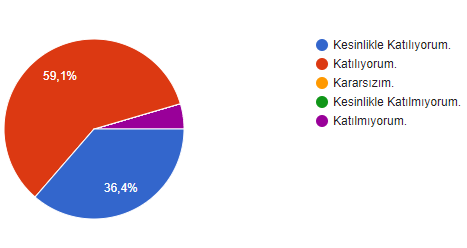 59,1%
36,4%
Kesinlikle Katılıyorum.
Katılıyorum.
Kararsızım.
Kesinlikle Katılmıyorum.
Katılmıyorum.